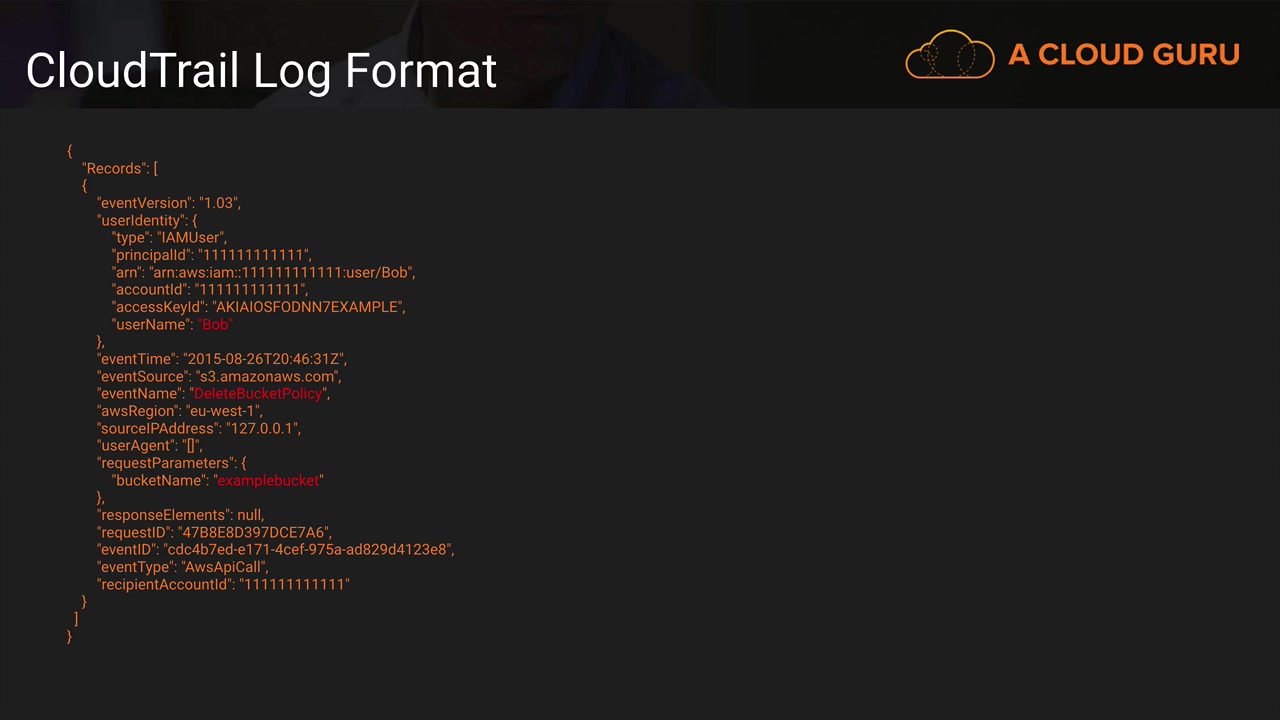 CloudTrail Log Format
A CLOUD GURU
{
"Records": [
{
"eventVersion": "1.03",
"userIdentity": {
"type": "IAMUser",
"principalId": "111111111111",
"arn": "arn:aws:iam::111111111111:user/Bob",
"accountId": "111111111111",
"accessKeyId": "AKIAIOSFODNN7EXAMPLE",
"userName": "Bob"
},
"eventTime": "2015-08-26T20:46:31Z",
"eventSource": "s3.amazonaws.com",
"eventName": "DeleteBucketPolicy",
"awsRegion": "eu-west-1",
"sourceIPAddress": "127.0.0.1",
"userAgent": "[]",
"requestParameters": {
"bucketName": "examplebucket"
},
"responseElements": null,
"requestID": "47B8E8D397DCE7A6",
"eventID": "cdc4b7ed-e171-4cef-975a-ad829d4123e8",
"eventType": "AwsApiCall",
"recipientAccountId": "111111111111"
}
]
}